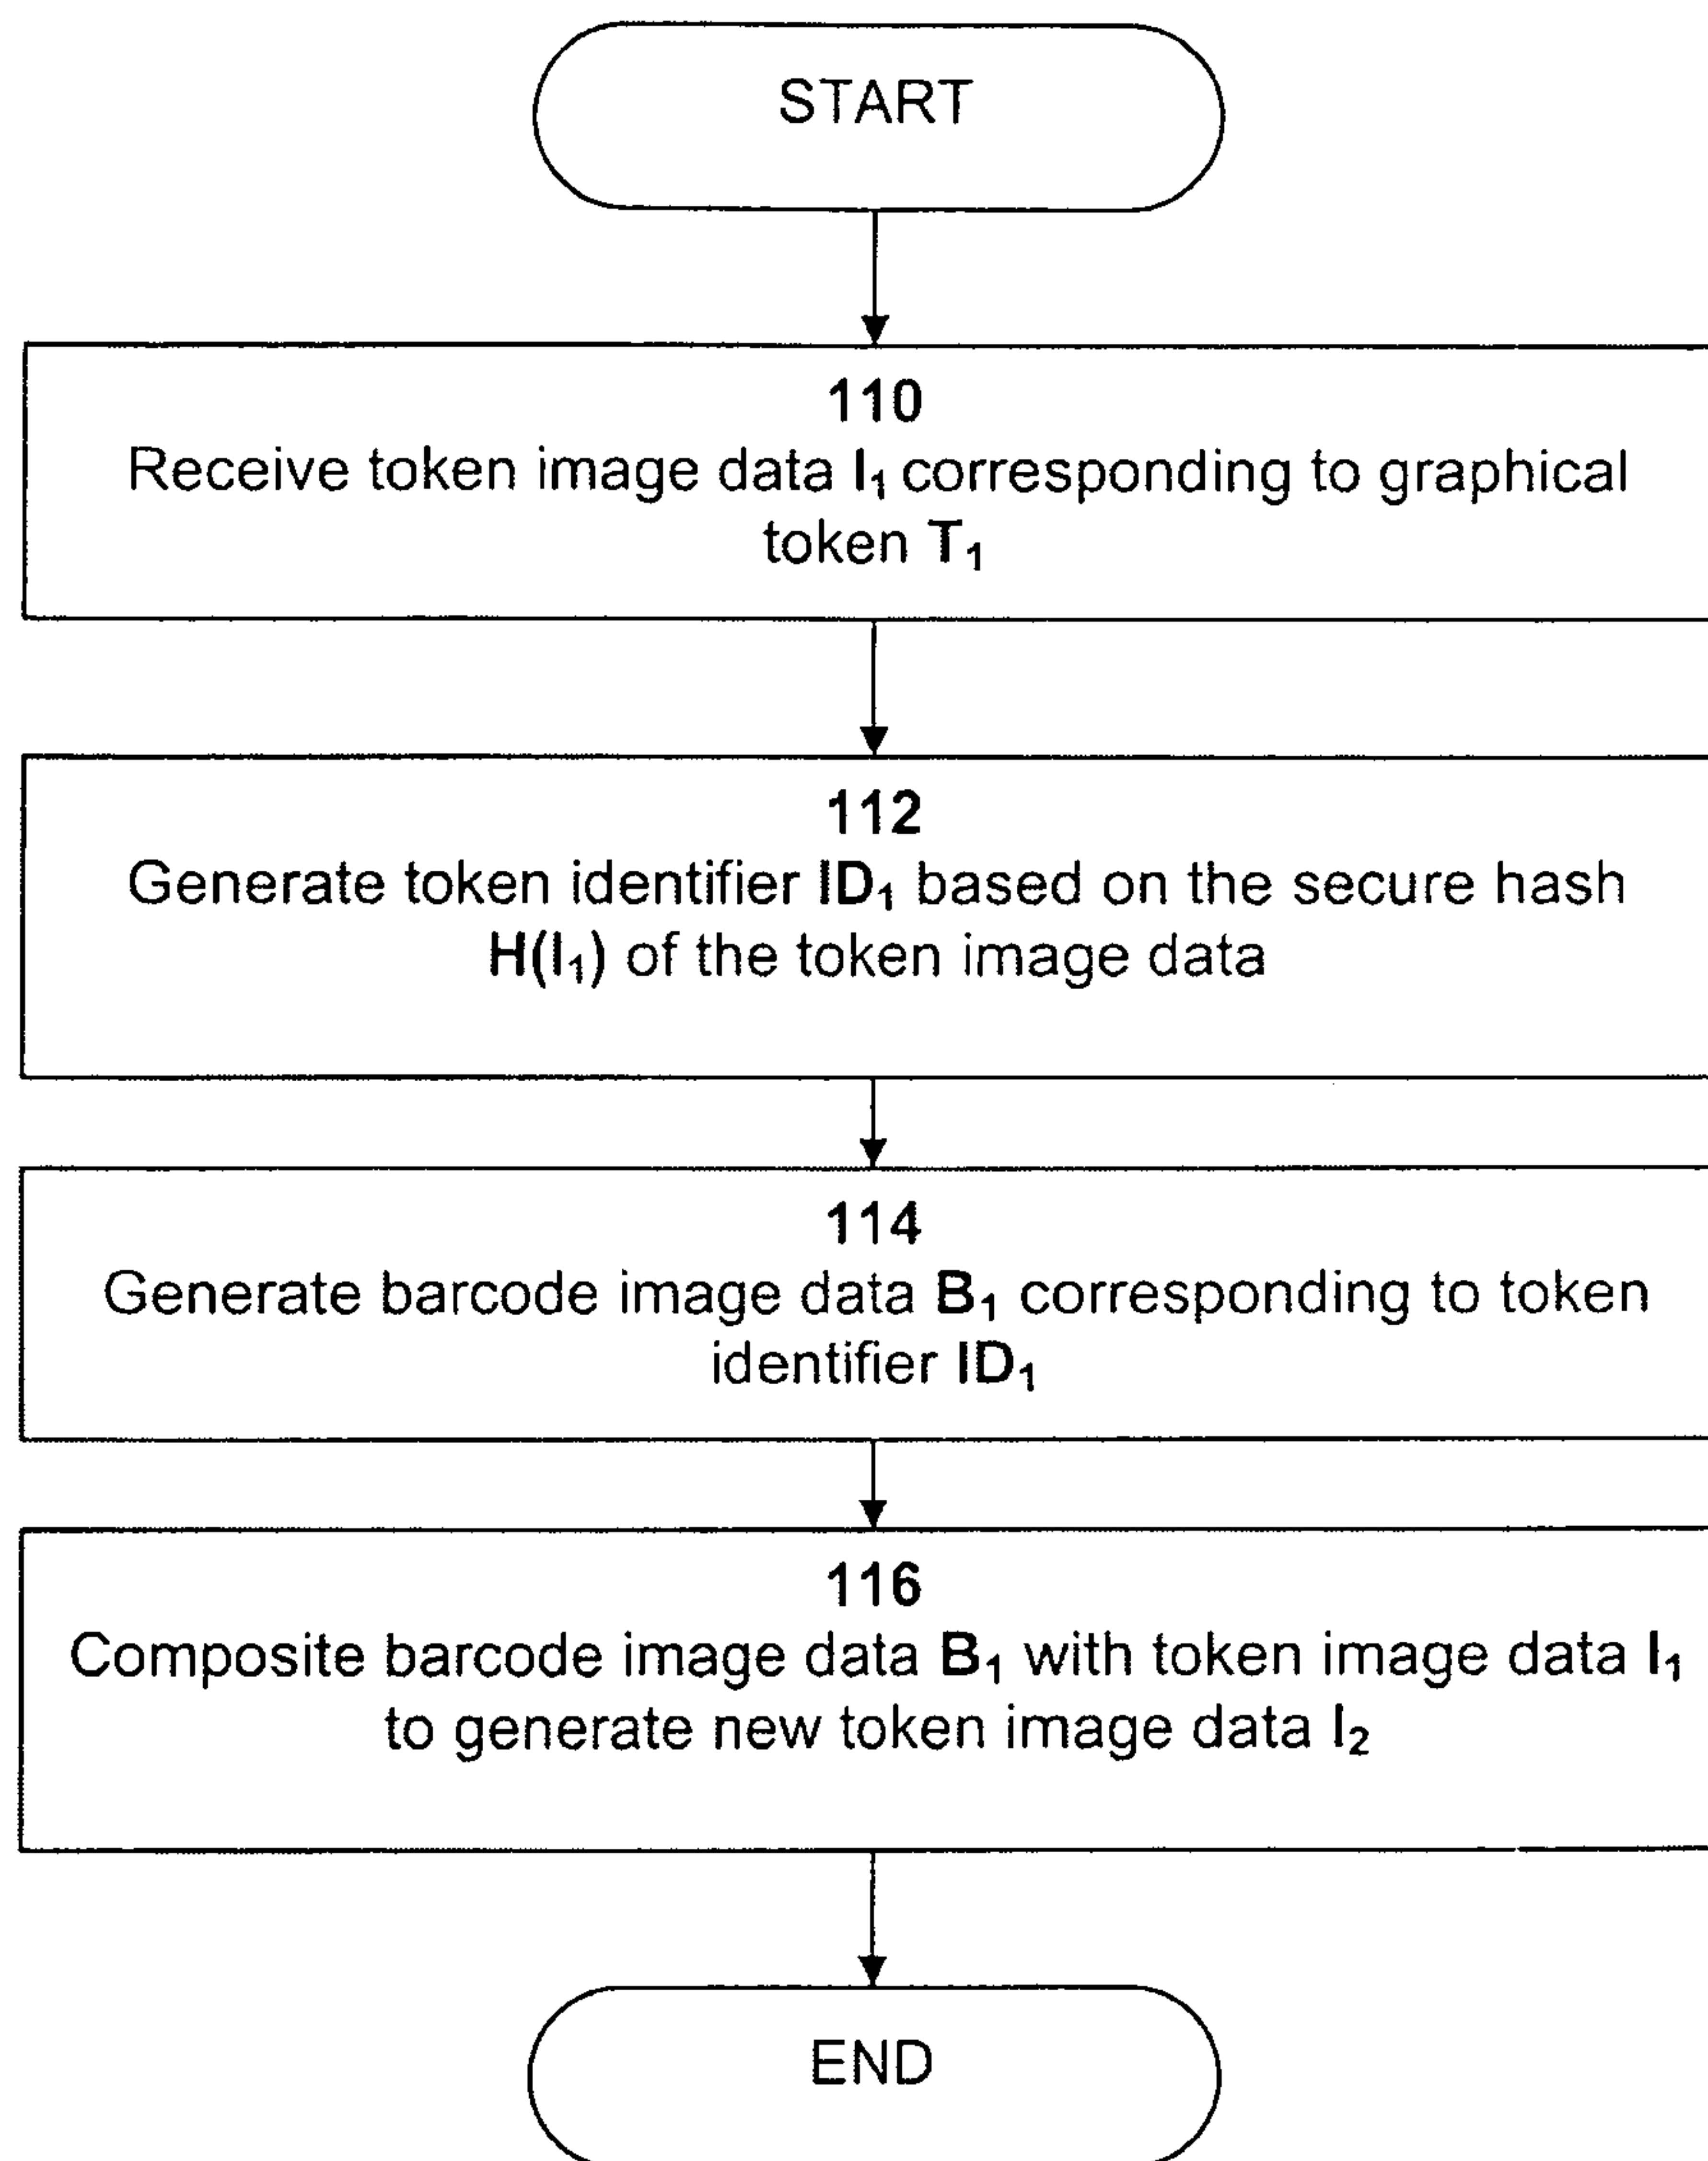 START
110
Receive token image data I₁ corresponding to graphical
token T₁
112
Generate token identifier ID₁ based on the secure hash
H(I₁) of the token image data
114
Generate barcode image data B₁ corresponding to token
identifier ID₁
116
Composite barcode image data B₁ with token image data I₁
to generate new token image data I₂
END